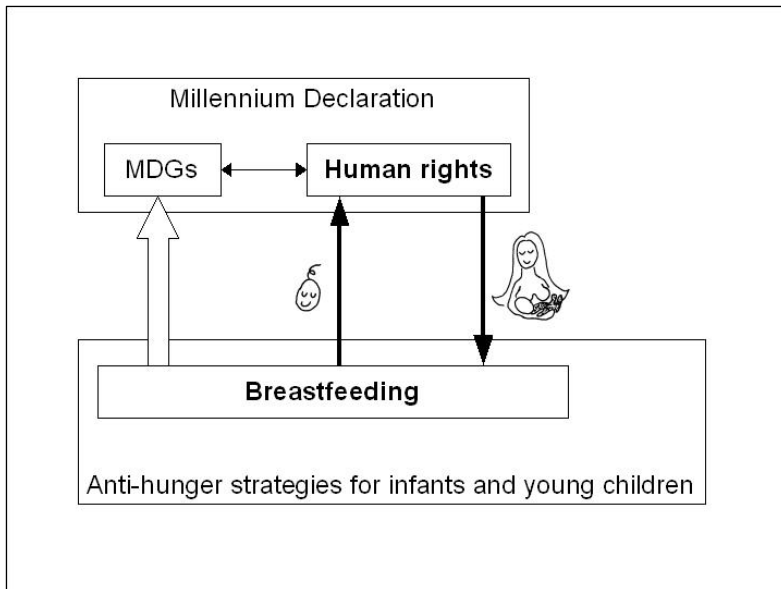 Millennium Declaration
MDGs
Human rights
Breastfeeding
Anti-hunger strategies for infants and young children